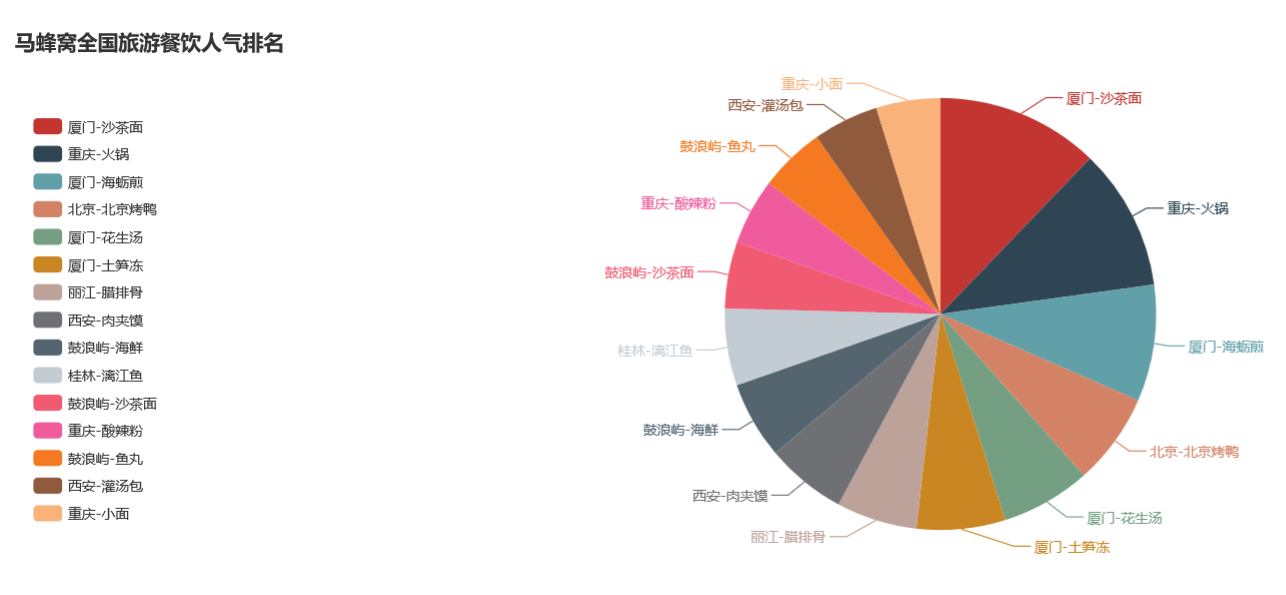 马蜂窝全国旅游餐饮人气排名
厦门-沙茶面
重庆-火锅
厦门-海蛎煎
北京-北京烤鸭
厦门-花生汤
厦门-土笋冻
丽江-腊排骨
西安-肉夹馍
鼓浪屿-海鲜
桂林-漓江鱼
鼓浪屿-沙茶面
重庆-酸辣粉
鼓浪屿-鱼丸
西安-灌汤包
重庆-小面
厦门-沙茶面
重庆-火锅
厦门-海蛎煎
北京-北京烤鸭
厦门-花生汤
厦门-土笋冻
丽江-腊排骨
西安-肉夹馍
鼓浪屿-海鲜
桂林-漓江鱼
鼓浪屿-沙茶面
重庆-酸辣粉
鼓浪屿-鱼丸
西安-灌汤包
重庆-小面